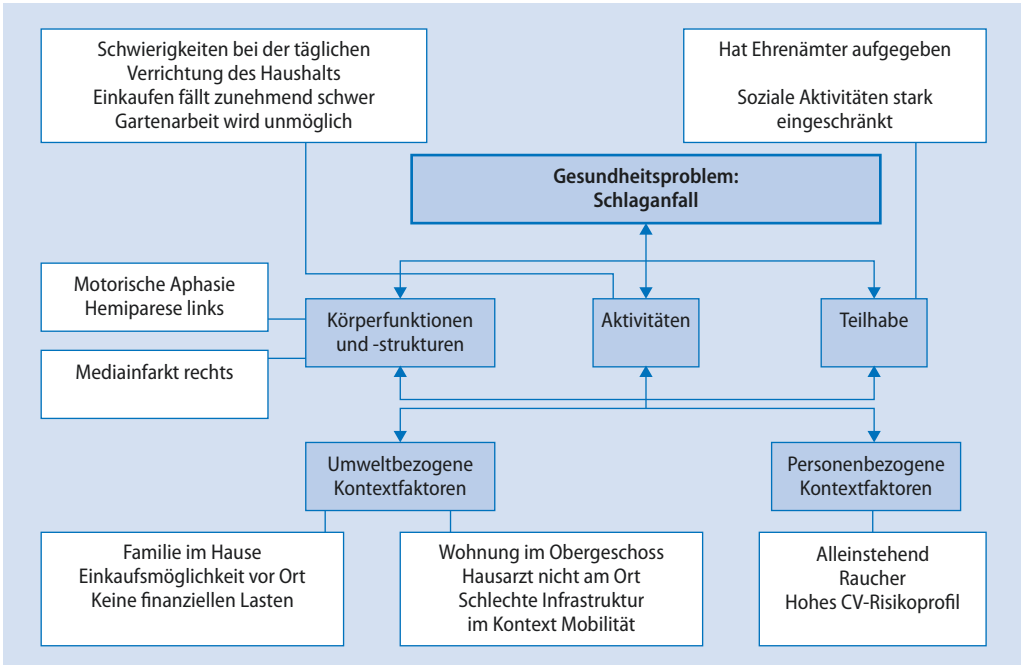 Schwierigkeiten bei der täglichen
Verrichtung des Haushalts
Einkaufen fällt zunehmend schwer
Gartenarbeit wird unmöglich
Hat Ehrenämter aufgegeben
Soziale Aktivitäten stark
eingeschränkt
Gesundheitsproblem:
Schlaganfall
Motorische Aphasie
Hemiparese links
Mediainfarkt rechts
Körperfunktionen
und -strukturen
Aktivitäten
Teilhabe
Umweltbezogene
Kontextfaktoren
Personenbezogene
Kontextfaktoren
Familie im Hause
Einkaufsmöglichkeit vor Ort
Keine finanziellen Lasten
Wohnung im Obergeschoss
Hausarzt nicht am Ort
Schlechte Infrastruktur
im Kontext Mobilität
Alleinstehend
Raucher
Hohes CV-Risikoprofil